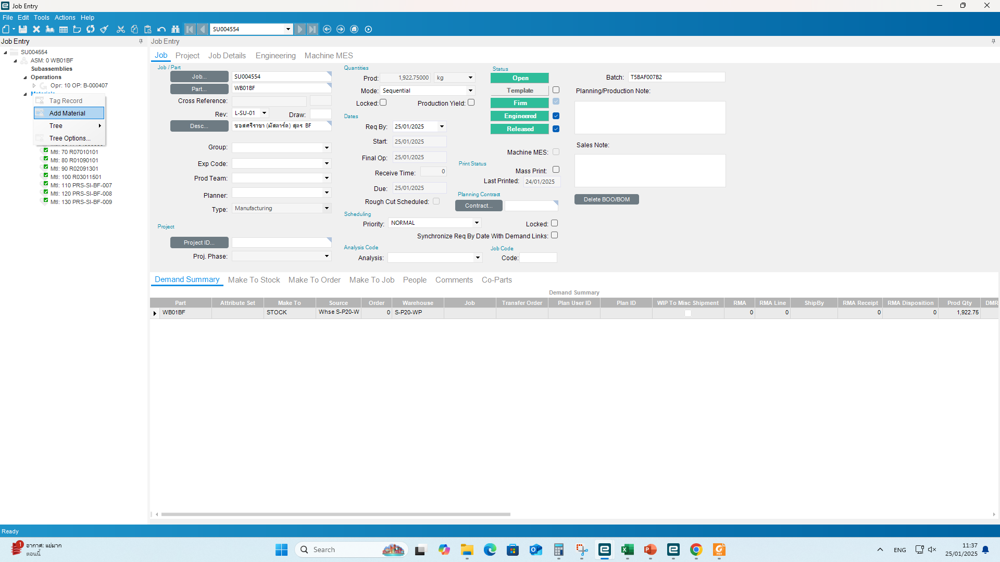 Job Entry
File Edit Tools Actions Help
SU004554
Job Entry
SU004554
ASM: 0 WB01BF
Subassemblies
Operations
Opr: 10 OP: B-000407
Tag Record
Add Material
Tree
Tree Options...
Mtl: 70 R07010101
Mtl: 80 R01090101
Mtl: 90 R02091301
Mtl: 100 R03011501
Mtl: 110 PRS-SI-BF-007
Mtl: 120 PRS-SI-BF-008
Mtl: 130 PRS-SI-BF-009
Job Entry
Job Project Job Details Engineering Machine MES
Job / Part
Job... SU004554
Part... WB01BF
Cross Reference:
Rev: L-SU-01 Draw:
Desc... ซอสศรีราชา (มัสตาร์ด) สูตร BF
Group:
Exp Code:
Prod Team:
Planner:
Type: Manufacturing
Project
Project ID...
Proj. Phase:
Quantities
Prod: 1,922.75000 kg
Mode: Sequential
Locked: Production Yield:
Dates
Req By: 25/01/2025
Start: 25/01/2025
Final Op: 25/01/2025
Receive Time: 0
Due: 25/01/2025
Rough Cut Scheduled:
Scheduling
Priority: NORMAL
Locked:
Synchronize Req By Date With Demand Links:
Analysis Code
Analysis:
Job Code
Code:
Status
Open
Template
Firm
Engineered
Released
Machine MES:
Print Status
Mass Print:
Last Printed: 24/01/2025
Planning Contract
Contract...
Batch: T5BAF007B2
Planning/Production Note:
Sales Note:
Delete BOO/BOM
Demand Summary Make To Stock Make To Order Make To Job People Comments Co-Parts
Demand Summary
Part Attribute Set Make To Source Order Warehouse Job Transfer Order Plan User ID Plan ID WIP To Misc Shipment RMA RMA Line ShipBy RMA Receipt RMA Disposition Prod Qty DMR
WB01BF STOCK Whse S-P20-W 0 S-P20-WP 0 0 0 0 1,922.75
Ready
1
อากาศ: แย่มาก
ตอนนี้
Search
ENG
11:37
25/01/2025